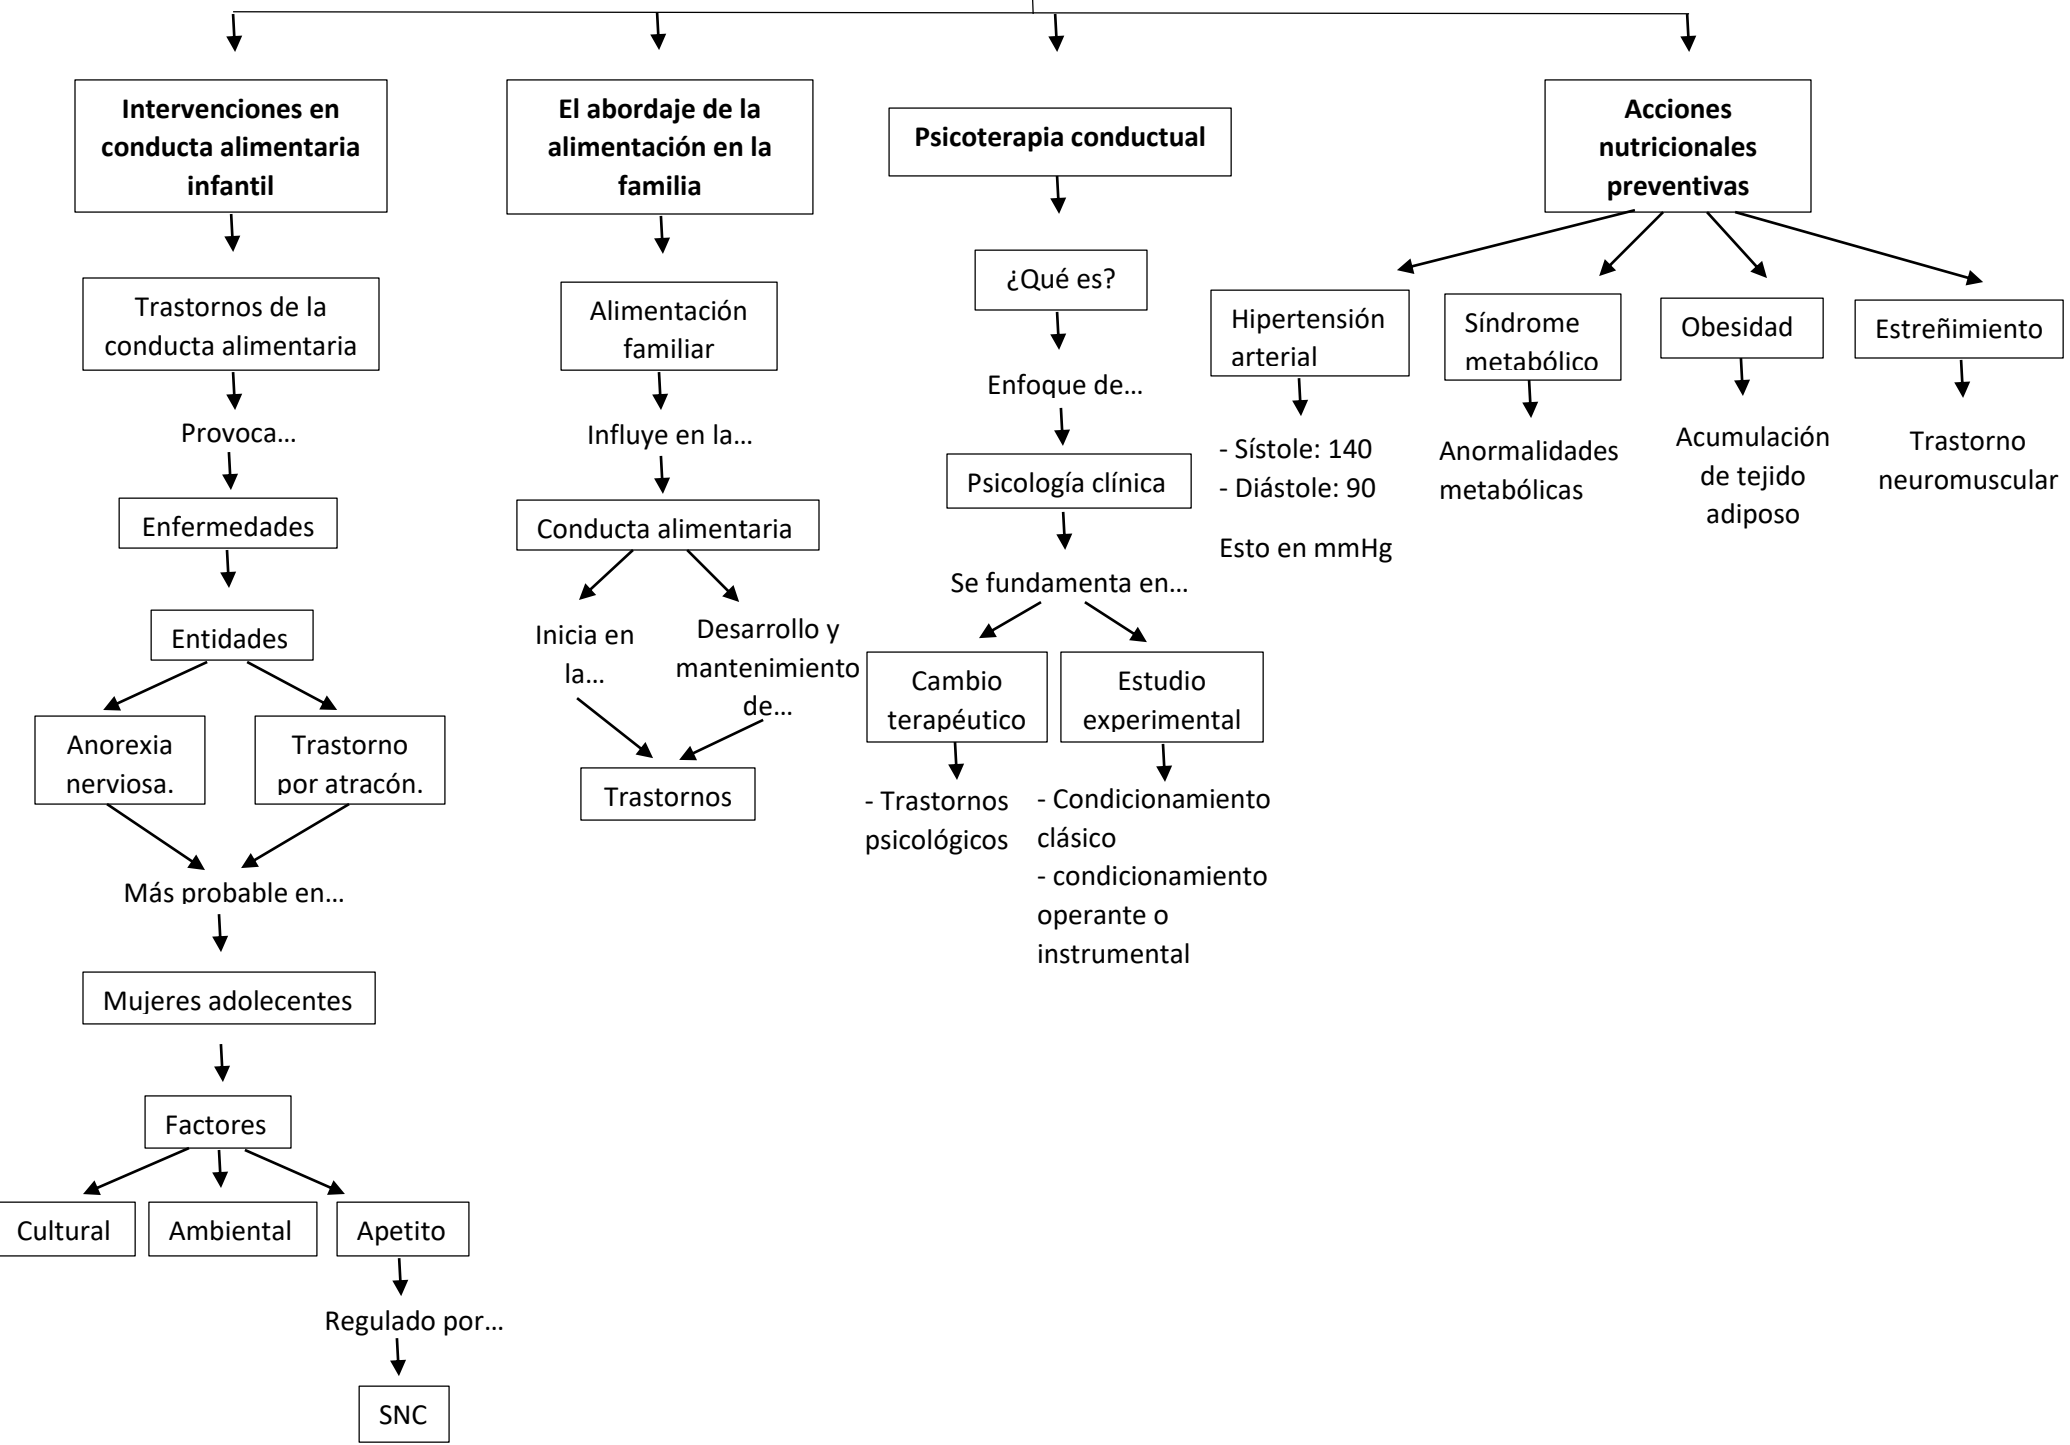 Intervenciones en
conducta alimentaria
infantil
Trastornos de la
conducta alimentaria
Provoca...
Enfermedades
Entidades
Anorexia
nerviosa.
Trastorno
por atracón.
Más probable en...
Mujeres adolecentes
Factores
Cultural
Ambiental
Apetito
Regulado por...
SNC
El abordaje de la
alimentación en la
familia
Alimentación
familiar
Influye en la...
Conducta alimentaria
Inicia en
la...
Desarrollo y
mantenimiento
de...
Trastornos
Psicoterapia conductual
¿Qué es?
Enfoque de...
Psicología clínica
Se fundamenta en...
Cambio
terapéutico
- Trastornos
psicológicos
Estudio
experimental
- Condicionamiento
clásico
- condicionamiento
operante o
instrumental
Acciones
nutricionales
preventivas
Hipertensión
arterial
- Sístole: 140
- Diástole: 90
Esto en mmHg
Síndrome
metabólico
Anormalidades
metabólicas
Obesidad
Acumulación
de tejido
adiposo
Estreñimiento
Trastorno
neuromuscular